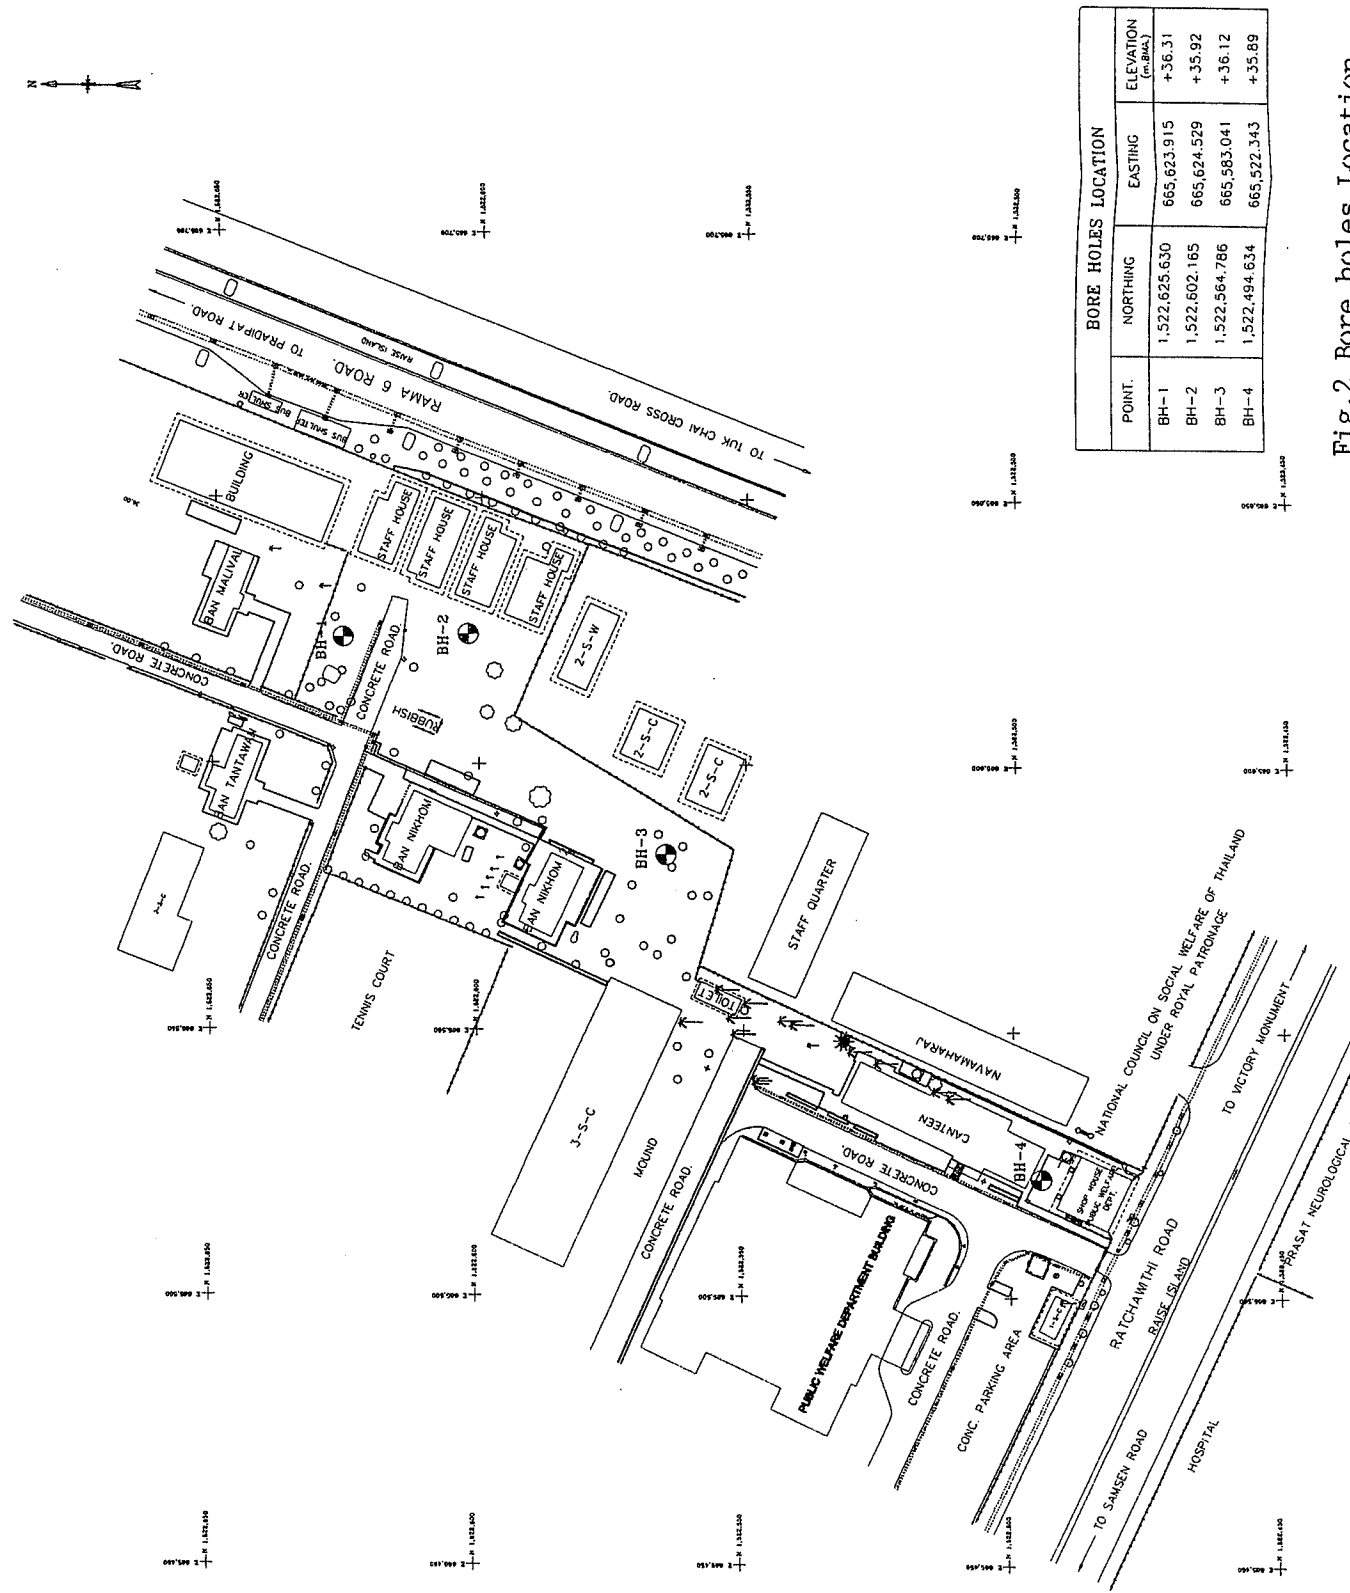 N
BORE HOLES LOCATION
POINT. NORTHING EASTING ELEVATION (m.BMA.)
BH-1 1,522,625.630 665,623.915 +36.31
BH-2 1,522,602.165 665,624.529 +35.92
BH-3 1,522,564.786 665,583.041 +36.12
BH-4 1,522,494.634 665,522.343 +35.89
Fig.2 Bore holes Location
TO PRADIPAT ROAD.
RAISE ISLAND
RAMA 6 ROAD.
TO TUK CHAI CROSS ROAD.
BUS SHULTER
BUS SHULTER
BUILDING
STAFF HOUSE
STAFF HOUSE
STAFF HOUSE
STAFF HOUSE
BAN MALIVAL
BH-1
BH-2
CONCRETE ROAD.
CONCRETE ROAD.
RUBBISH
2-S-W
2-S-C
2-S-C
BAN TANTAWAN
BAN NIKHOM
BAN NIKHOM
BH-3
CONCRETE ROAD.
TENNIS COURT
STAFF QUARTER
TOILET
NAVAMAHARAJ
NATIONAL COUNCIL ON SOCIAL WELFARE OF THAILAND
UNDER ROYAL PATRONAGE
3-S-C
MOUND
CONCRETE ROAD.
CANTEEN
CONCRETE ROAD.
BH-4
SHOP HOUSE
PUBLIC WELFARE
DEPT.
PUBLIC WELFARE DEPARTMENT BUILDING
CONCRETE ROAD.
CONC. PARKING AREA
1-S-C
TO VICTORY MONUMENT
RATCHAWITHI ROAD
RAISE ISLAND
TO SAMSEN ROAD
PRASAT NEUROLOGICAL
HOSPITAL